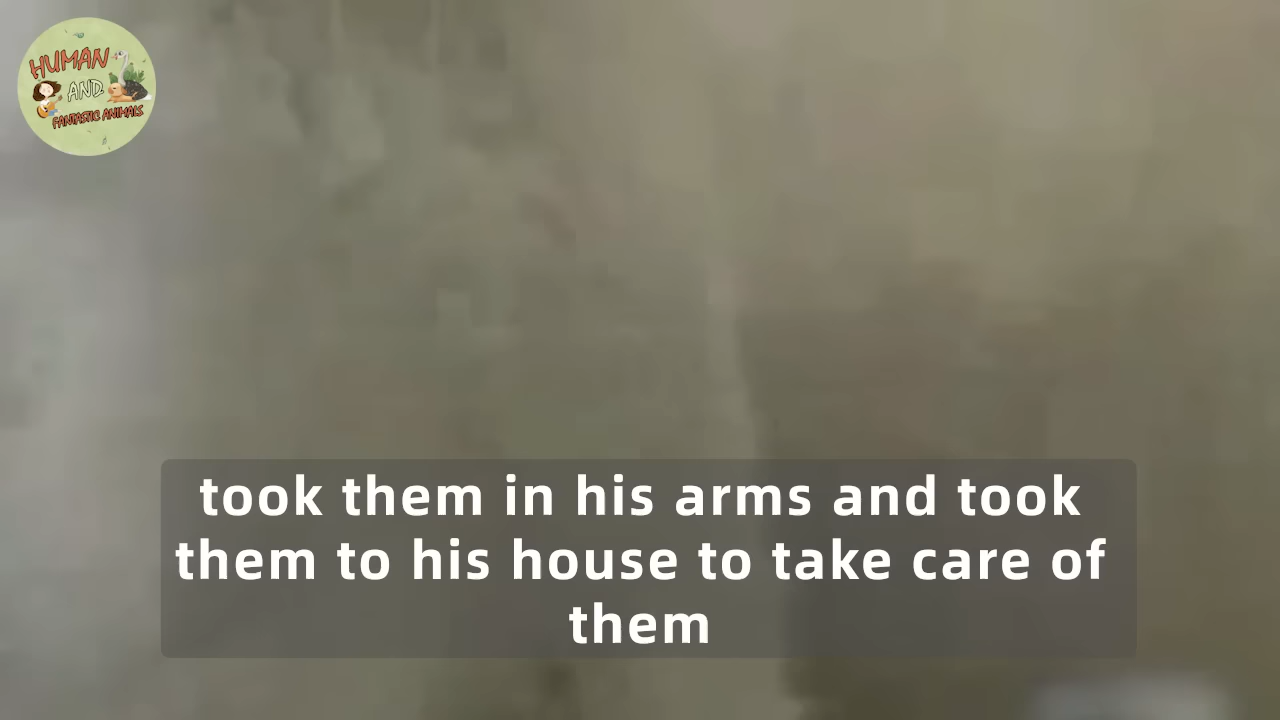 HUMAN
AND
FANTASTIC ANIMALS
took them in his arms and took
them to his house to take care of
them